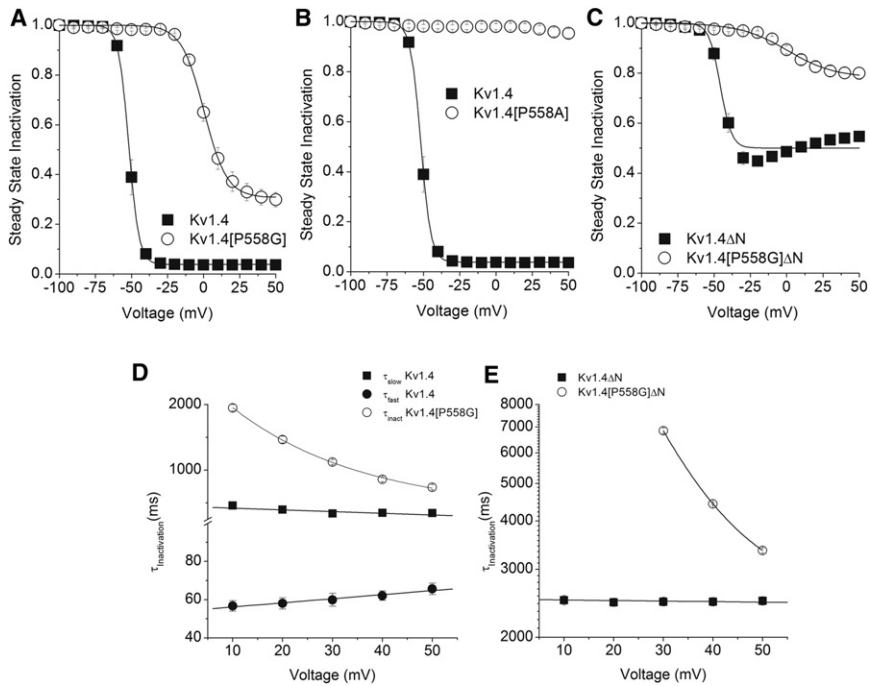 A
Steady State Inactivation
1.0
0.8
0.6
0.4
0.2
0.0
Kv1.4
Kv1.4[P558G]
-100 -75 -50 -25 0 25 50
Voltage (mV)
B
Steady State Inactivation
1.0
0.8
0.6
0.4
0.2
0.0
Kv1.4
Kv1.4[P558A]
-100 -75 -50 -25 0 25 50
Voltage (mV)
C
Steady State Inactivation
1.0
0.8
0.6
0.4
0.2
0.0
Kv1.4ΔN
Kv1.4[P558G]ΔN
-100 -75 -50 -25 0 25 50
Voltage (mV)
D
τslow Kv1.4
τfast Kv1.4
τinact Kv1.4[P558G]
τInactivation(ms)
2000
1000
80
60
40
10 20 30 40 50
Voltage (mV)
E
Kv1.4ΔN
Kv1.4[P558G]ΔN
τInactivation(ms)
8000
7000
6000
5000
4000
3000
2000
10 20 30 40 50
Voltage (mV)